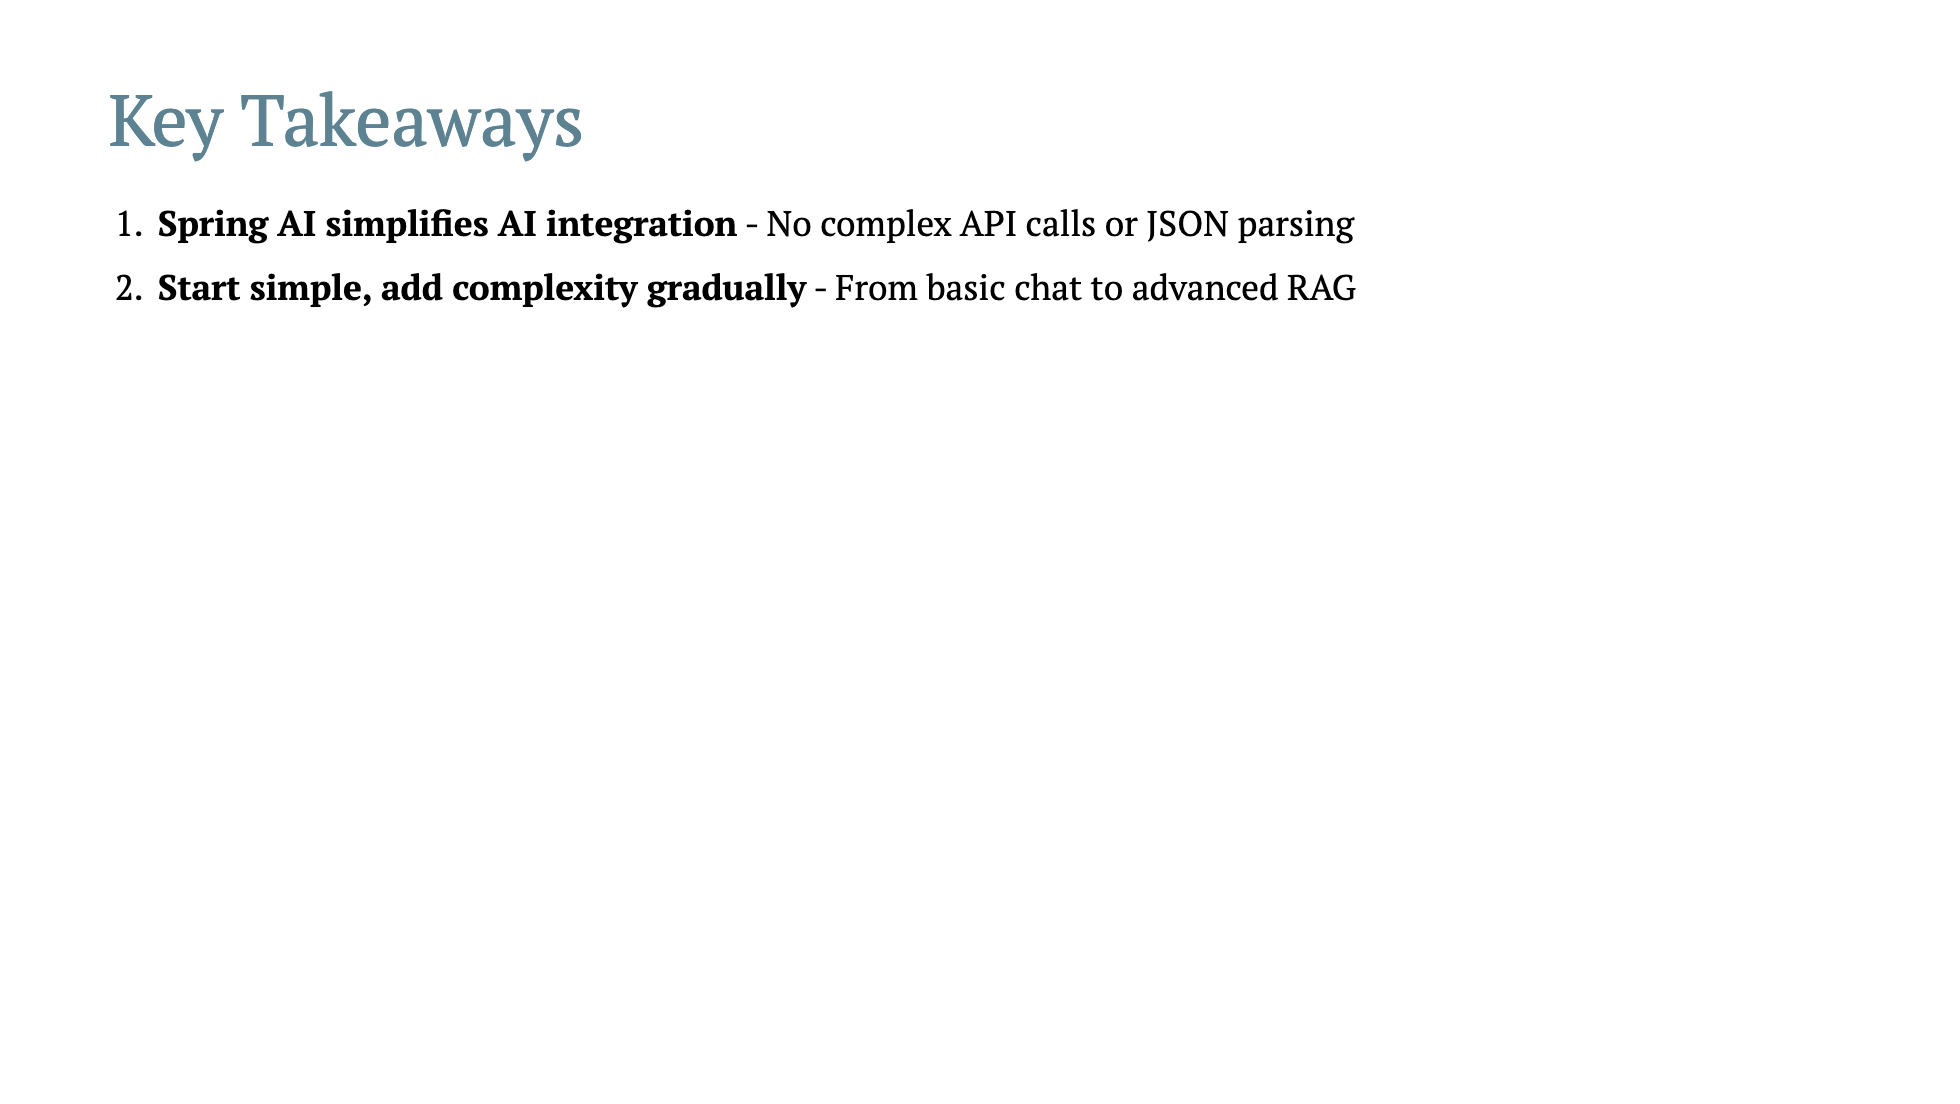 Key Takeaways
1. Spring AI simplifies AI integration - No complex API calls or JSON parsing
2. Start simple, add complexity gradually - From basic chat to advanced RAG